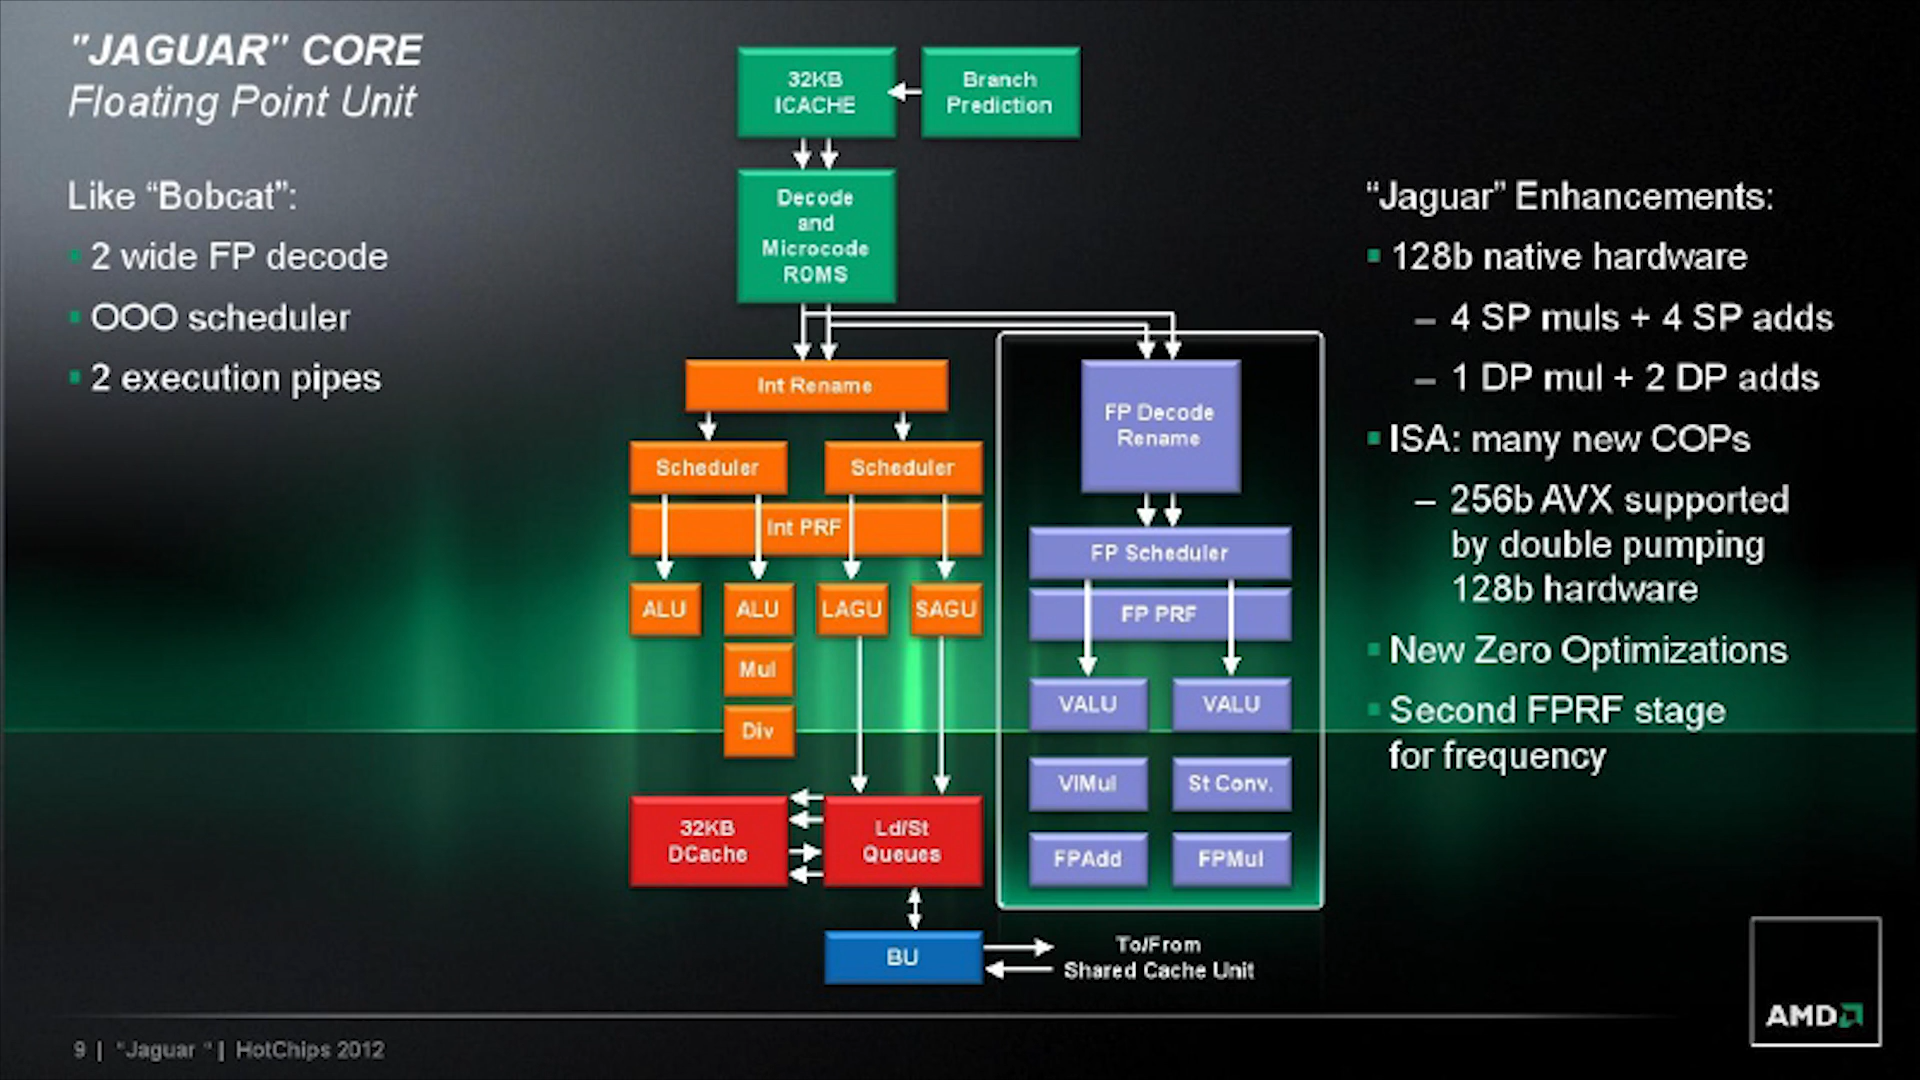 "JAGUAR" CORE
Floating Point Unit
Like “Bobcat”:
▪ 2 wide FP decode
▪ OOO scheduler
▪ 2 execution pipes
32KB
ICACHE
Branch
Prediction
Decode
and
Microcode
ROMS
Int Rename
Scheduler
Scheduler
Int PRF
ALU
ALU
LAGU
SAGU
Mul
Div
32KB
DCache
Ld/St
Queues
BU
To/From
Shared Cache Unit
FP Decode
Rename
FP Scheduler
FP PRF
VALU
VALU
VIMul
St Conv.
FPAdd
FPMul
“Jaguar” Enhancements:
▪ 128b native hardware
– 4 SP muls + 4 SP adds
– 1 DP mul + 2 DP adds
▪ ISA: many new COPs
– 256b AVX supported
by double pumping
128b hardware
▪ New Zero Optimizations
▪ Second FPRF stage
for frequency
9 | “Jaguar “ | HotChips 2012
AMD